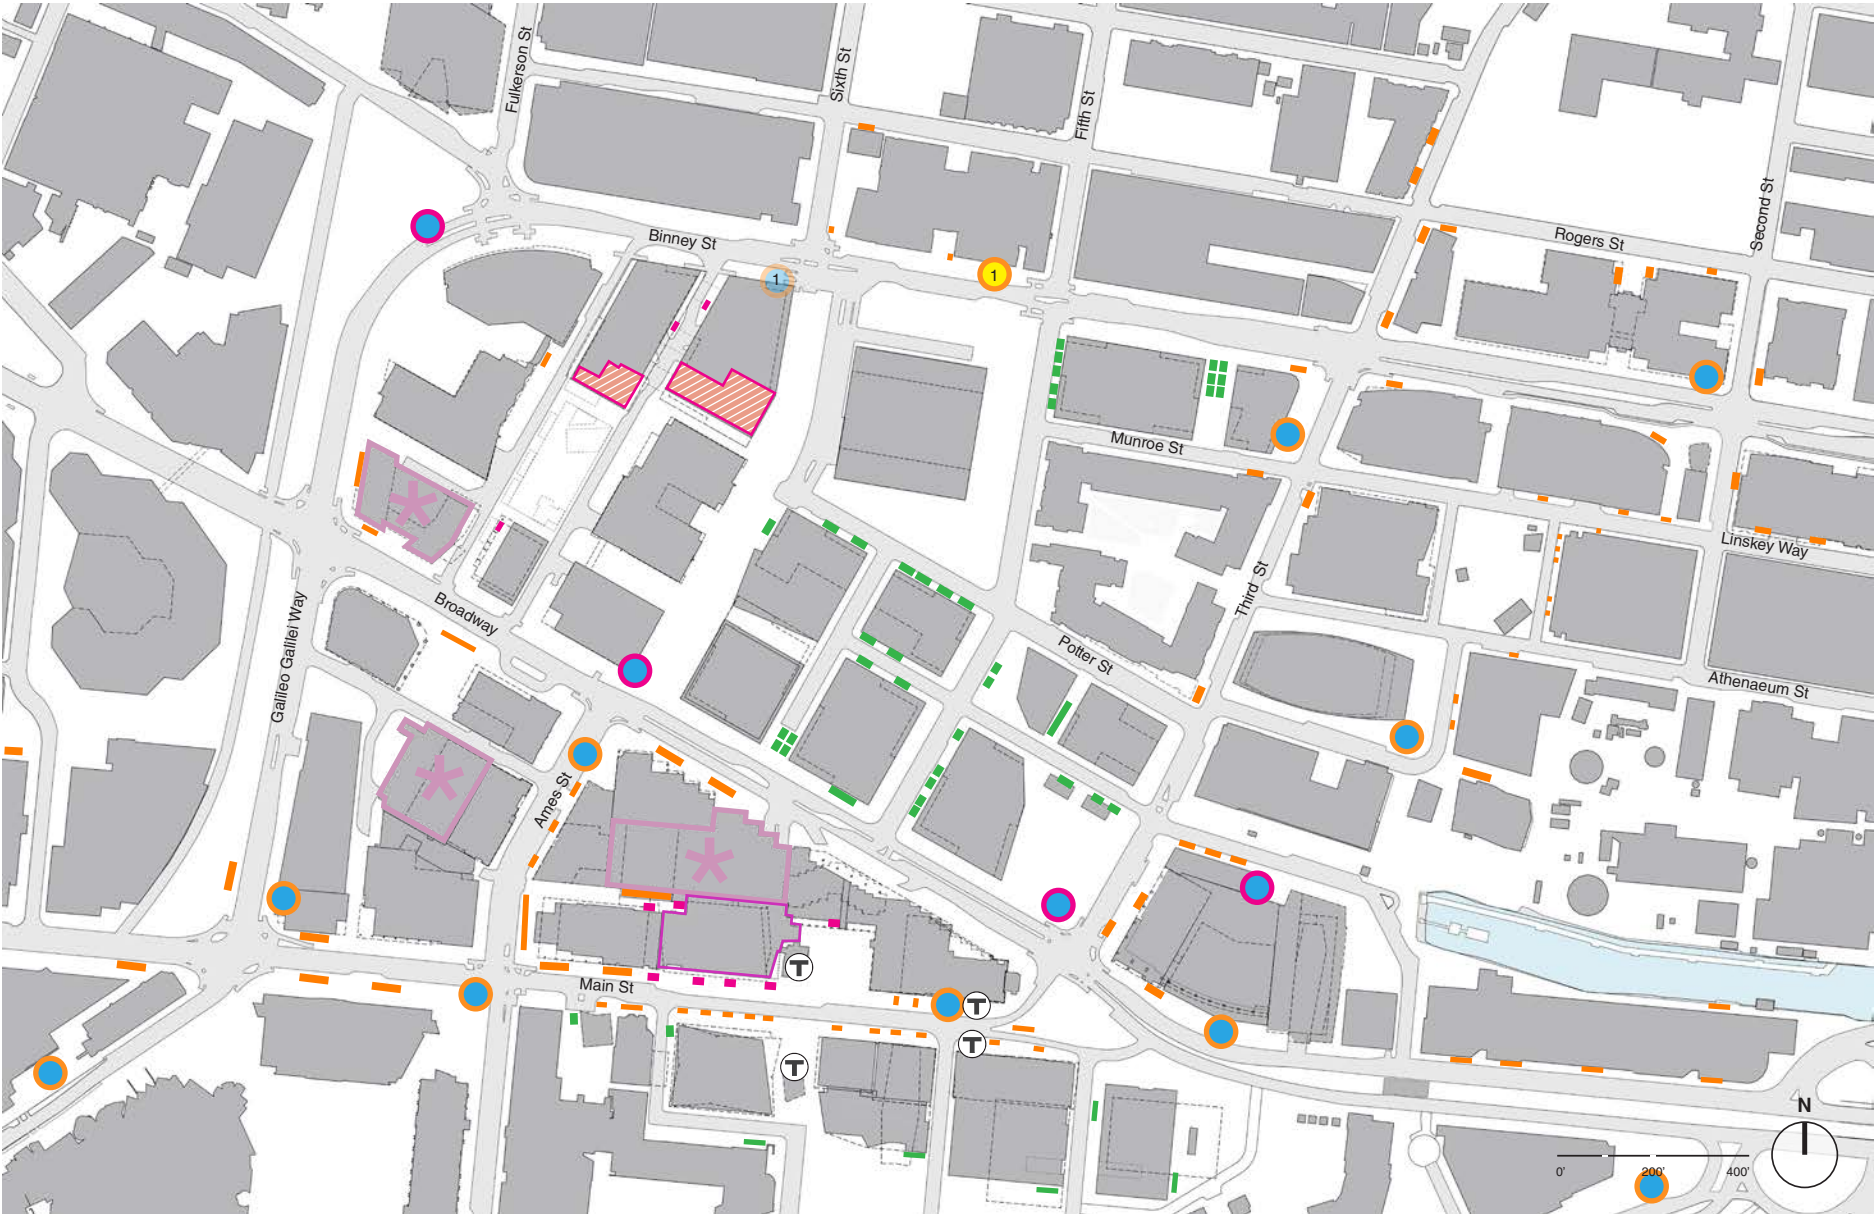 Fulkerson St
Sixth St
Fifth St
Second St
Binney St
Rogers St
1
1
Munroe St
Linskey Way
Third St
Broadway
Galileo Galilei Way
Potter St
Athenaeum St
Ames St
Main St
T
T
T
T
N
0' 200' 400'